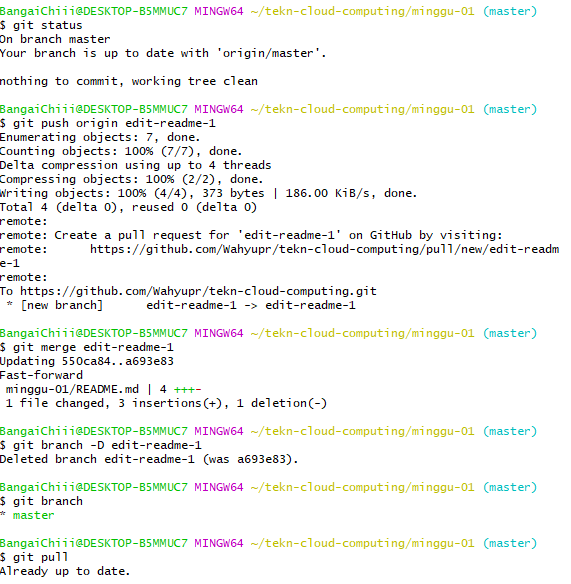 BangaiChiii@DESKTOP-B5MMUC7 MINGW64 ~/tekn-cloud-computing/minggu-01 (master)
$ git status
On branch master
Your branch is up to date with 'origin/master'.

nothing to commit, working tree clean

BangaiChiii@DESKTOP-B5MMUC7 MINGW64 ~/tekn-cloud-computing/minggu-01 (master)
$ git push origin edit-readme-1
Enumerating objects: 7, done.
Counting objects: 100% (7/7), done.
Delta compression using up to 4 threads
Compressing objects: 100% (2/2), done.
Writing objects: 100% (4/4), 373 bytes | 186.00 KiB/s, done.
Total 4 (delta 0), reused 0 (delta 0)
remote:
remote: Create a pull request for 'edit-readme-1' on GitHub by visiting:
remote:      https://github.com/Wahyupr/tekn-cloud-computing/pull/new/edit-readm
e-1
remote:
To https://github.com/Wahyupr/tekn-cloud-computing.git
 * [new branch]      edit-readme-1 -> edit-readme-1

BangaiChiii@DESKTOP-B5MMUC7 MINGW64 ~/tekn-cloud-computing/minggu-01 (master)
$ git merge edit-readme-1
Updating 550ca84..a693e83
Fast-forward
 minggu-01/README.md | 4 +++-
 1 file changed, 3 insertions(+), 1 deletion(-)

BangaiChiii@DESKTOP-B5MMUC7 MINGW64 ~/tekn-cloud-computing/minggu-01 (master)
$ git branch -D edit-readme-1
Deleted branch edit-readme-1 (was a693e83).

BangaiChiii@DESKTOP-B5MMUC7 MINGW64 ~/tekn-cloud-computing/minggu-01 (master)
$ git branch
* master

BangaiChiii@DESKTOP-B5MMUC7 MINGW64 ~/tekn-cloud-computing/minggu-01 (master)
$ git pull
Already up to date.